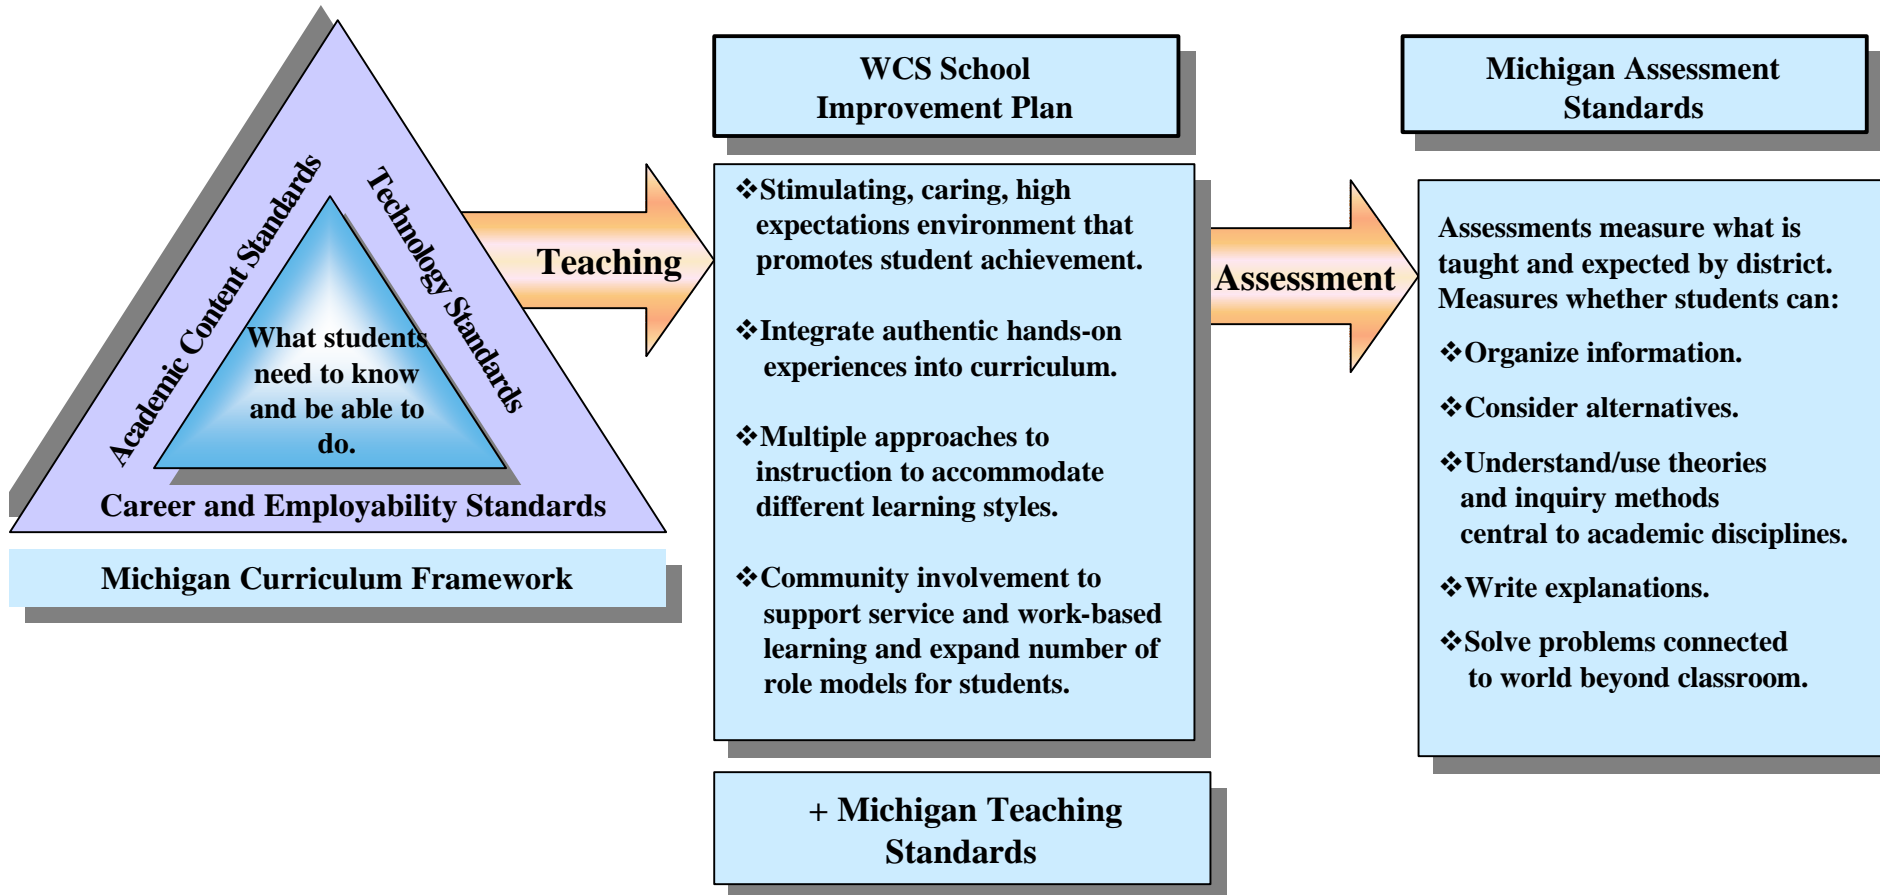 Academic Content Standards
Technology Standards
What students
need to know
and be able to
do.
Career and Employability Standards
Michigan Curriculum Framework
Teaching
WCS School
Improvement Plan
❖Stimulating, caring, high
expectations environment that
promotes student achievement.
❖Integrate authentic hands-on
experiences into curriculum.
❖Multiple approaches to
instruction to accommodate
different learning styles.
❖Community involvement to
support service and work-based
learning and expand number of
role models for students.
+ Michigan Teaching
Standards
Assessment
Michigan Assessment
Standards
Assessments measure what is
taught and expected by district.
Measures whether students can:
❖Organize information.
❖Consider alternatives.
❖Understand/use theories
and inquiry methods
central to academic disciplines.
❖Write explanations.
❖Solve problems connected
to world beyond classroom.